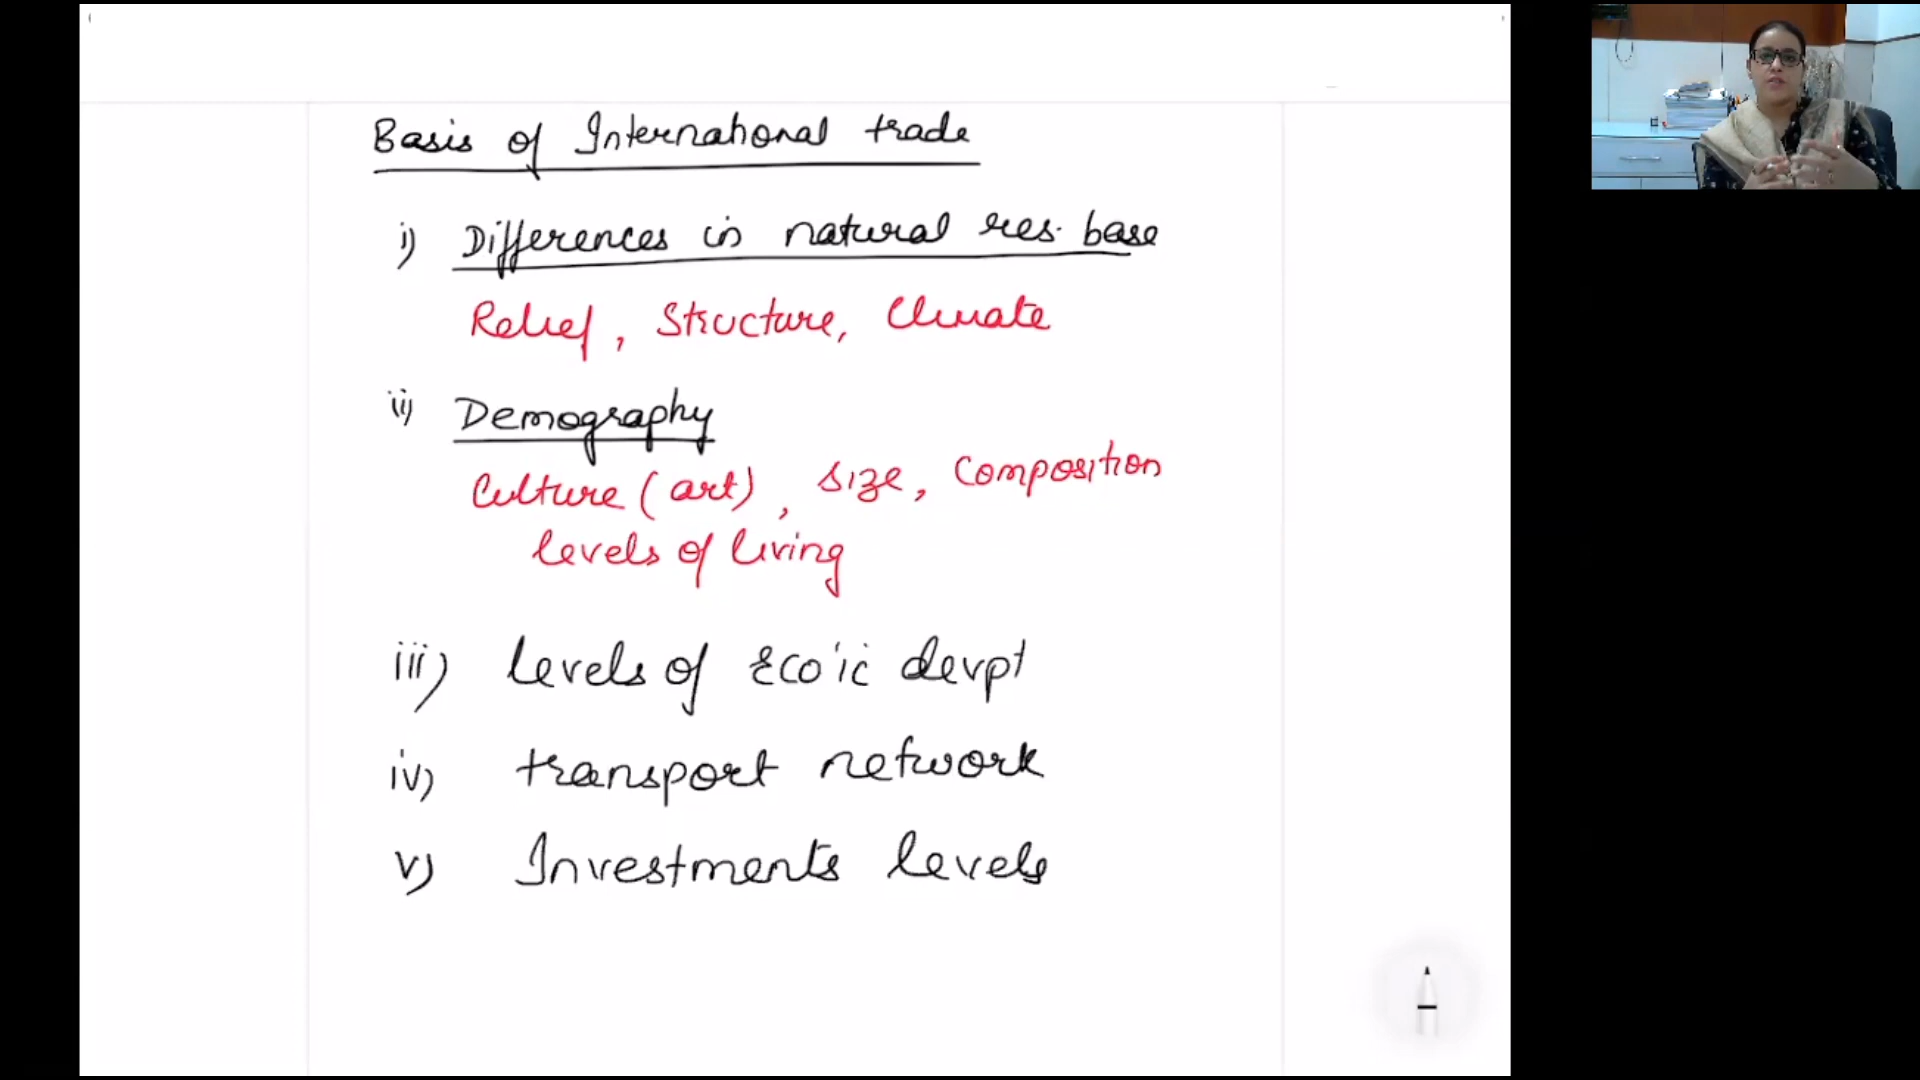 Basis of International trade
i) Differences in natural res. base
Relief, Structure, Climate
ii) Demography
Culture (art), size, Composition
levels of living
iii) levels of Eco'ic devpt
iv) transport network
v) Investments levels